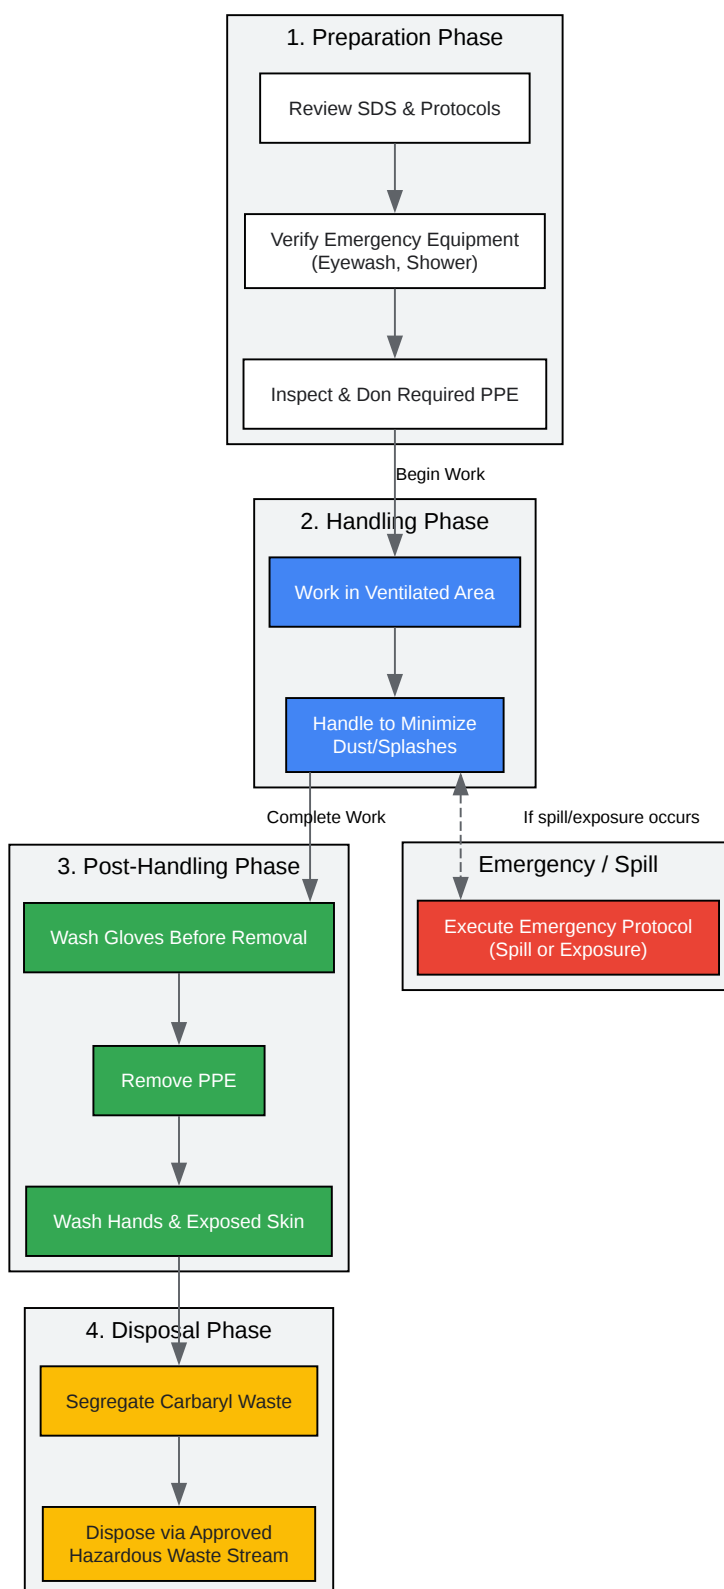 1. Preparation Phase
Review SDS & Protocols
Verify Emergency Equipment
(Eyewash, Shower)
Inspect & Don Required PPE
Begin Work
2. Handling Phase
Work in Ventilated Area
Handle to Minimize
Dust/Splashes
Complete Work
If spill/exposure occurs
3. Post-Handling Phase
Wash Gloves Before Removal
Remove PPE
Wash Hands & Exposed Skin
Emergency / Spill
Execute Emergency Protocol
(Spill or Exposure)
4. Disposal Phase
Segregate Carbaryl Waste
Dispose via Approved
Hazardous Waste Stream